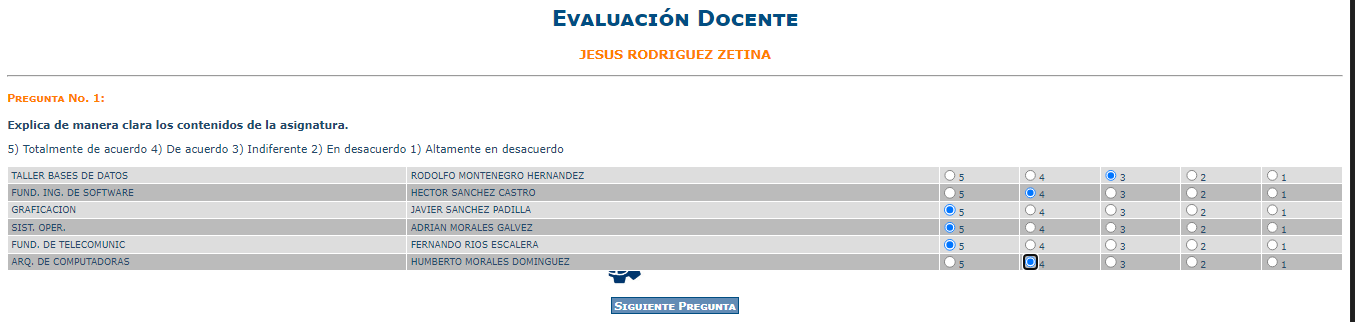 EVALUACIÓN DOCENTE
JESUS RODRIGUEZ ZETINA
PREGUNTA NO. 1:
Explica de manera clara los contenidos de la asignatura.
5) Totalmente de acuerdo 4) De acuerdo 3) Indiferente 2) En desacuerdo 1) Altamente en desacuerdo
TALLER BASES DE DATOS RODOLFO MONTENEGRO HERNANDEZ 5 4 3 2 1
FUND. ING. DE SOFTWARE HECTOR SANCHEZ CASTRO 5 4 3 2 1
GRAFICACION JAVIER SANCHEZ PADILLA 5 4 3 2 1
SIST. OPER. ADRIAN MORALES GALVEZ 5 4 3 2 1
FUND. DE TELECOMUNIC FERNANDO RIOS ESCALERA 5 4 3 2 1
ARQ. DE COMPUTADORAS HUMBERTO MORALES DOMINGUEZ 5 4 3 2 1
SIGUIENTE PREGUNTA